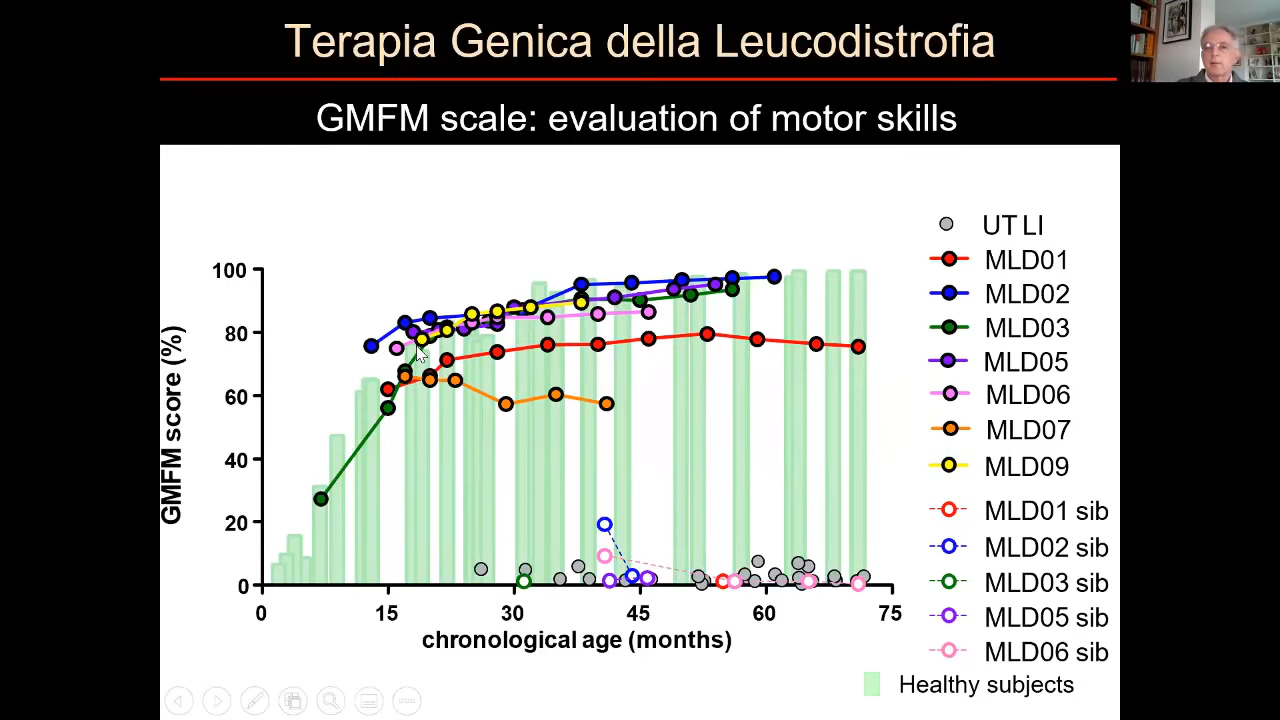 Terapia Genica della Leucodistrofia
GMFM scale: evaluation of motor skills
GMFM score (%)
100
80
60
40
20
0
0 15 30 45 60 75
chronological age (months)
UT LI
MLD01
MLD02
MLD03
MLD05
MLD06
MLD07
MLD09
MLD01 sib
MLD02 sib
MLD03 sib
MLD05 sib
MLD06 sib
Healthy subjects